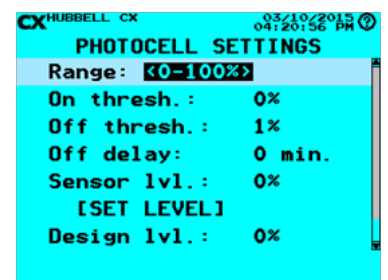 CX HUBBELL CX 03/10/2015
04:20:56 PM ?
PHOTOCELL SETTINGS
Range: <0-100%>
On thresh.: 0%
Off thresh.: 1%
Off delay: 0 min.
Sensor lvl.: 0%
[SET LEVEL]
Design lvl.: 0%